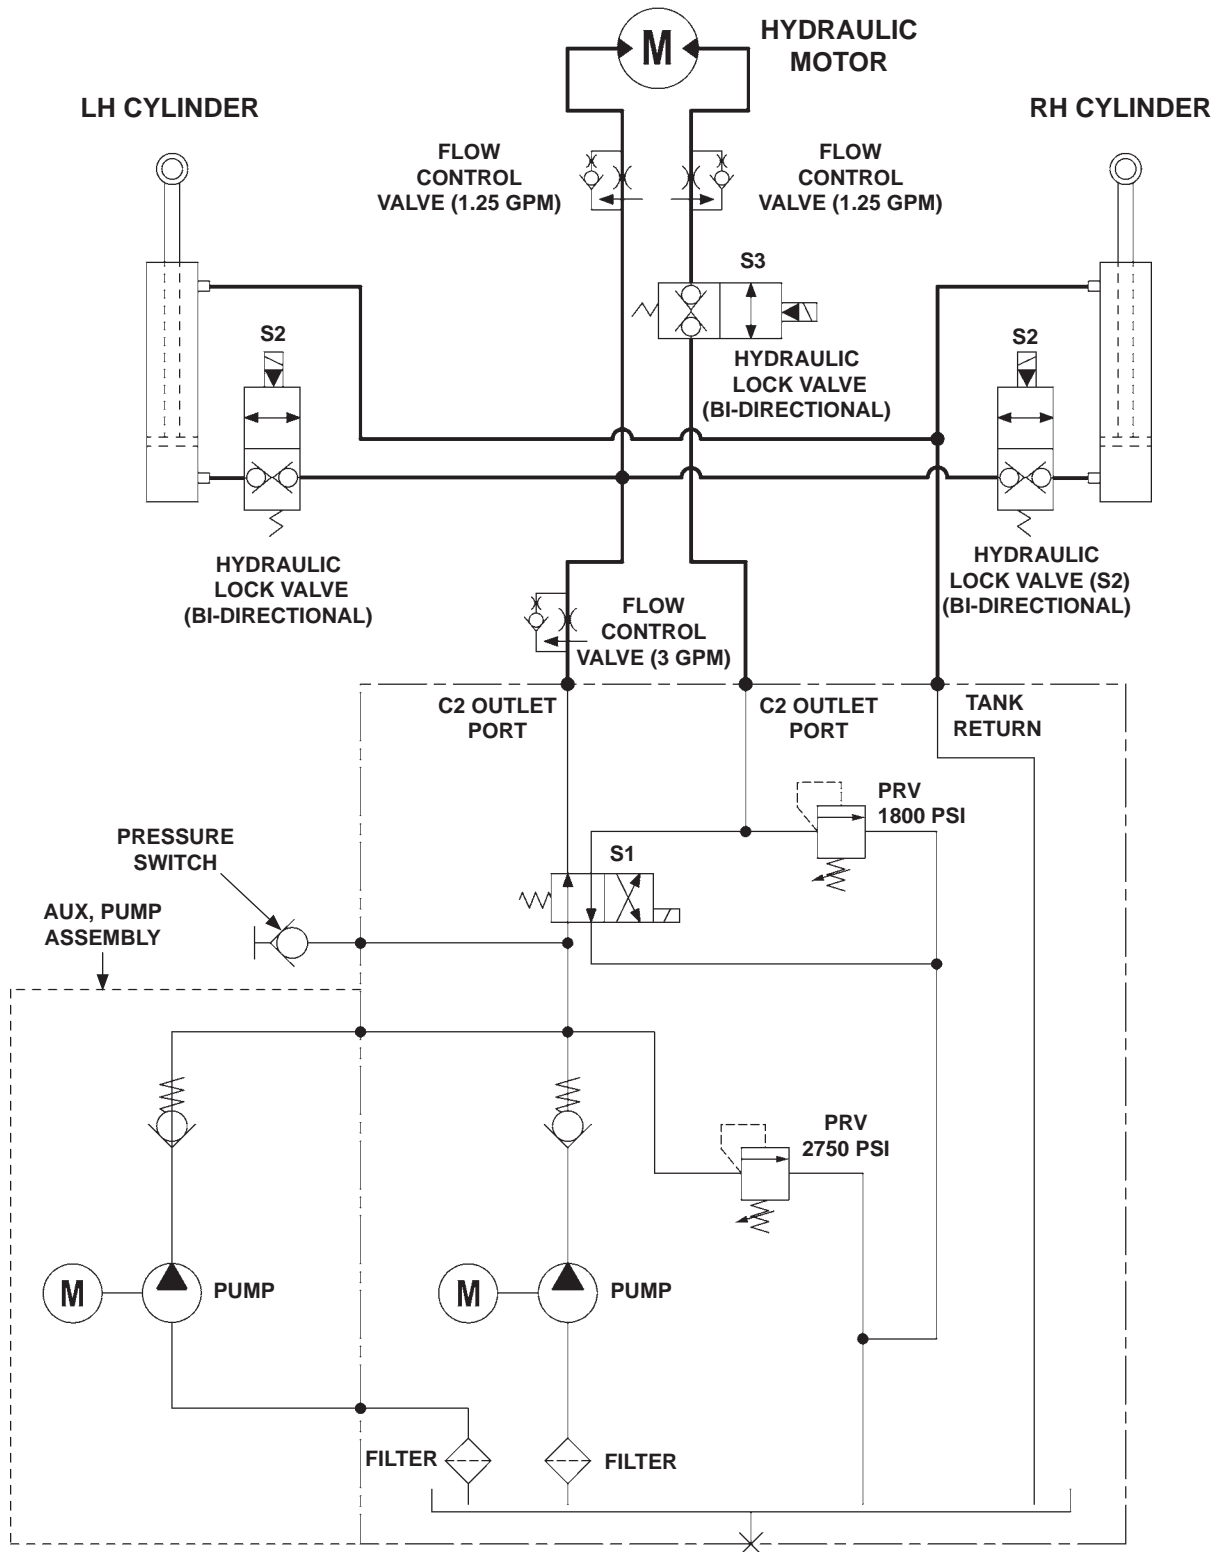 M
HYDRAULIC
MOTOR
LH CYLINDER
RH CYLINDER
FLOW
CONTROL
VALVE (1.25 GPM)
FLOW
CONTROL
VALVE (1.25 GPM)
S3
S2
S2
HYDRAULIC
LOCK VALVE
(BI-DIRECTIONAL)
HYDRAULIC
LOCK VALVE
(BI-DIRECTIONAL)
HYDRAULIC
LOCK VALVE (S2)
(BI-DIRECTIONAL)
FLOW
CONTROL
VALVE (3 GPM)
C2 OUTLET
PORT
C2 OUTLET
PORT
TANK
RETURN
PRV
1800 PSI
PRESSURE
SWITCH
S1
AUX, PUMP
ASSEMBLY
PRV
2750 PSI
M
PUMP
M
PUMP
FILTER
FILTER